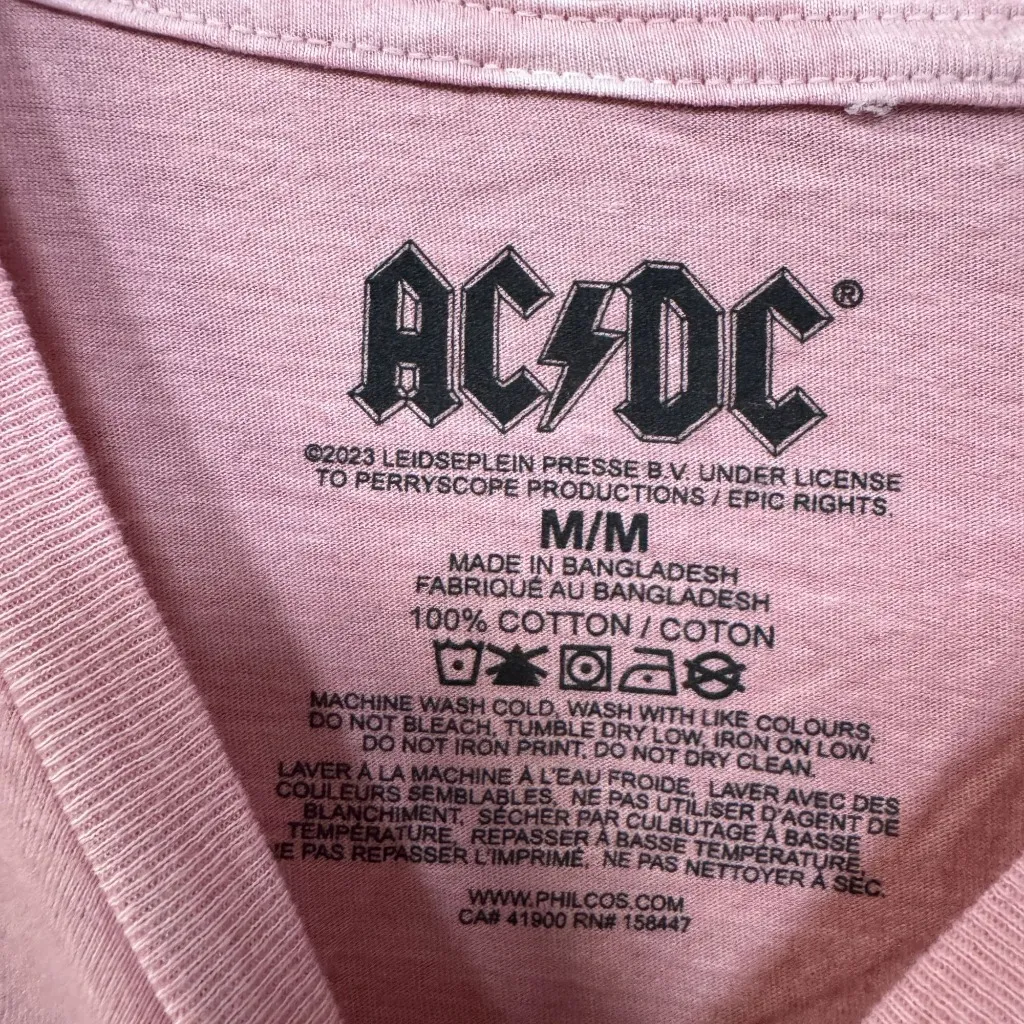 AC/DC®
©2023 LEIDSEPLEIN PRESSE B.V. UNDER LICENSE
TO PERRYSCOPE PRODUCTIONS / EPIC RIGHTS.
M/M
MADE IN BANGLADESH
FABRIQUÉ AU BANGLADESH
100% COTTON / COTON
MACHINE WASH COLD, WASH WITH LIKE COLOURS,
DO NOT BLEACH, TUMBLE DRY LOW, IRON ON LOW,
DO NOT IRON PRINT, DO NOT DRY CLEAN.
LAVER À LA MACHINE À L'EAU FROIDE, LAVER AVEC DES
COULEURS SEMBLABLES, NE PAS UTILISER D'AGENT DE
BLANCHIMENT, SÉCHER PAR CULBUTAGE À BASSE
TEMPÉRATURE, REPASSER À BASSE TEMPÉRATURE,
NE PAS REPASSER L'IMPRIMÉ, NE PAS NETTOYER À SEC.
WWW.PHILCOS.COM
CA# 41900 RN# 158447